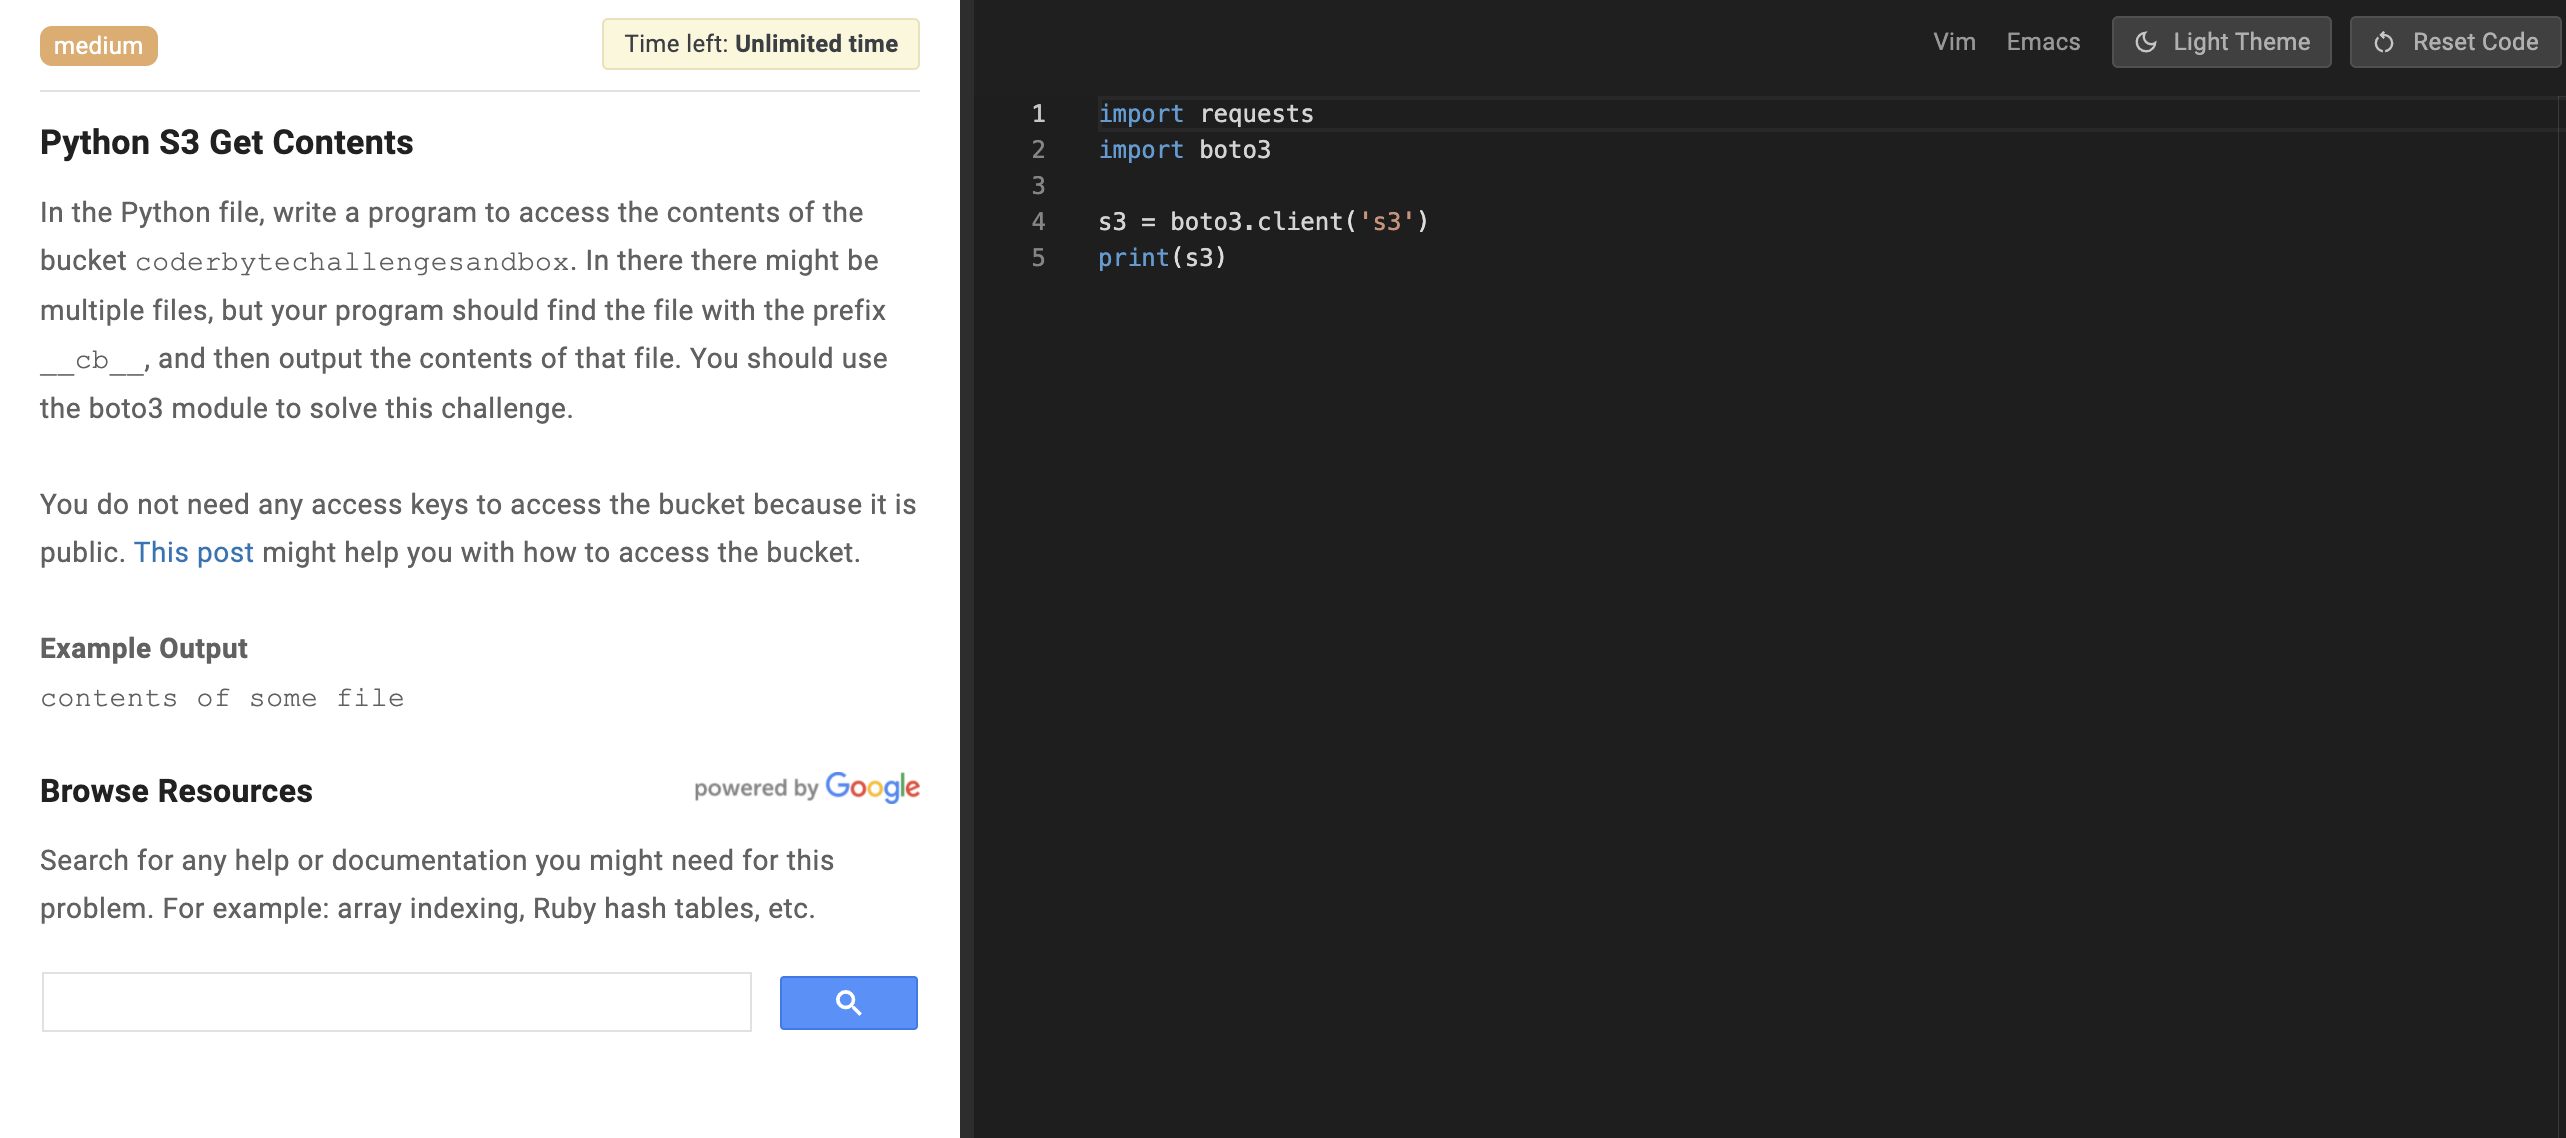 medium
Time left: Unlimited time
Python S3 Get Contents
In the Python file, write a program to access the contents of the
bucket coderbytechallengesandbox. In there there might be
multiple files, but your program should find the file with the prefix
__cb__, and then output the contents of that file. You should use
the boto3 module to solve this challenge.
You do not need any access keys to access the bucket because it is
public. This post might help you with how to access the bucket.
Example Output
contents of some file
Browse Resources
powered by Google
Search for any help or documentation you might need for this
problem. For example: array indexing, Ruby hash tables, etc.
Vim Emacs Light Theme Reset Code
1 import requests
2 import boto3
3
4 s3 = boto3.client('s3')
5 print(s3)